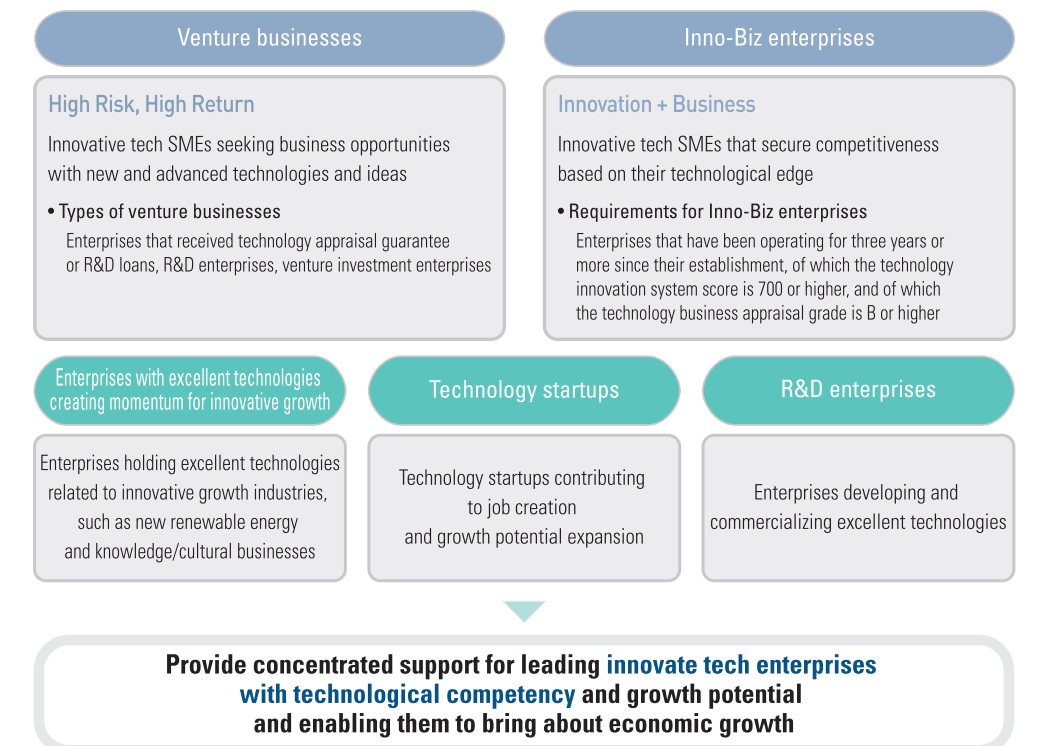 Venture businesses
High Risk, High Return
Innovative tech SMEs seeking business opportunities
with new and advanced technologies and ideas
• Types of venture businesses
Enterprises that received technology appraisal guarantee
or R&D loans, R&D enterprises, venture investment enterprises
Inno-Biz enterprises
Innovation + Business
Innovative tech SMEs that secure competitiveness
based on their technological edge
• Requirements for Inno-Biz enterprises
Enterprises that have been operating for three years or
more since their establishment, of which the technology
innovation system score is 700 or higher, and of which
the technology business appraisal grade is B or higher
Enterprises with excellent technologies
creating momentum for innovative growth
Enterprises holding excellent technologies
related to innovative growth industries,
such as new renewable energy
and knowledge/cultural businesses
Technology startups
Technology startups contributing
to job creation
and growth potential expansion
R&D enterprises
Enterprises developing and
commercializing excellent technologies
Provide concentrated support for leading innovate tech enterprises
with technological competency and growth potential
and enabling them to bring about economic growth